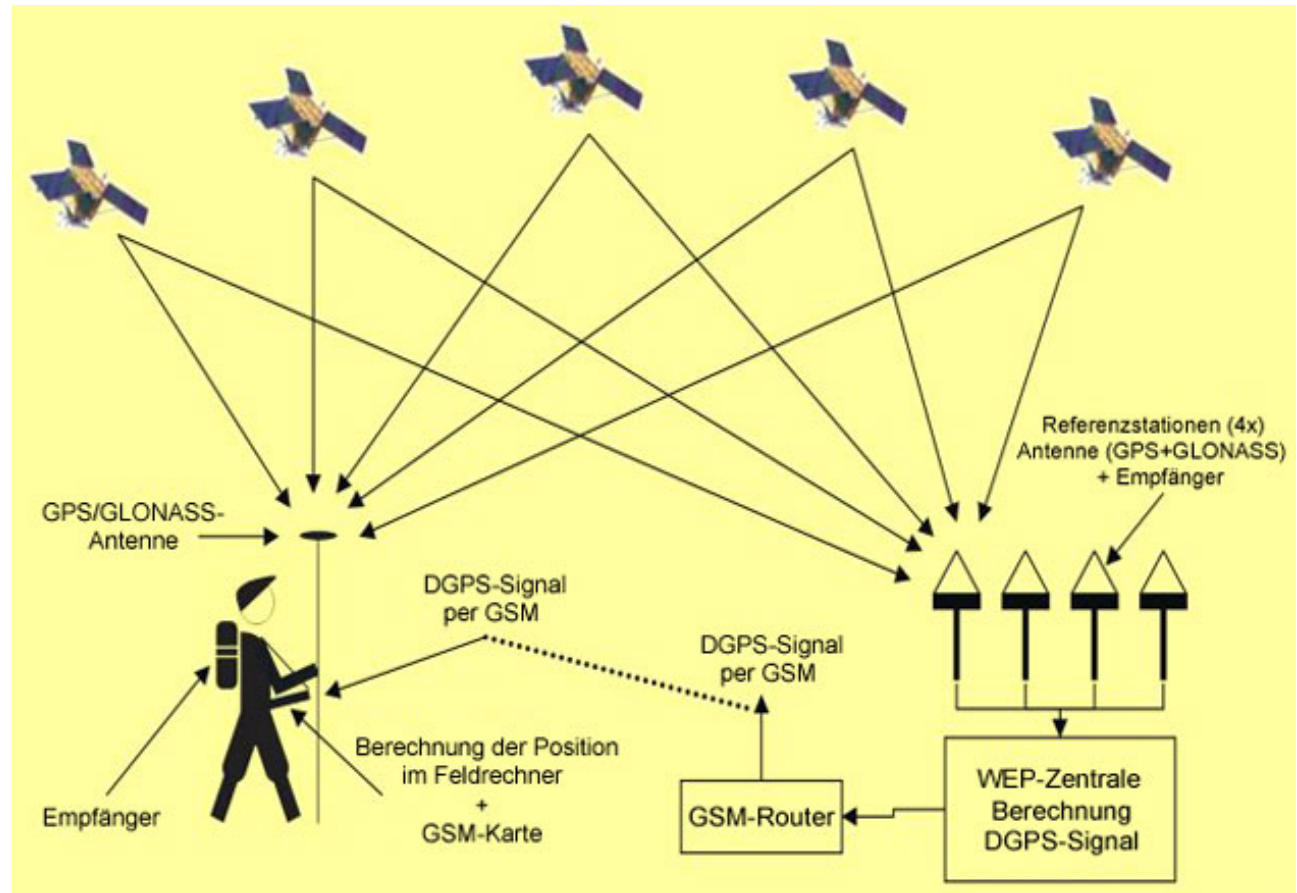 Referenzstationen (4x)
Antenne (GPS+GLONASS)
+ Empfänger
GPS/GLONASS-
Antenne
DGPS-Signal
per GSM
DGPS-Signal
per GSM
Berechnung der Position
im Feldrechner
+
GSM-Karte
Empfänger
GSM-Router
WEP-Zentrale
Berechnung
DGPS-Signal